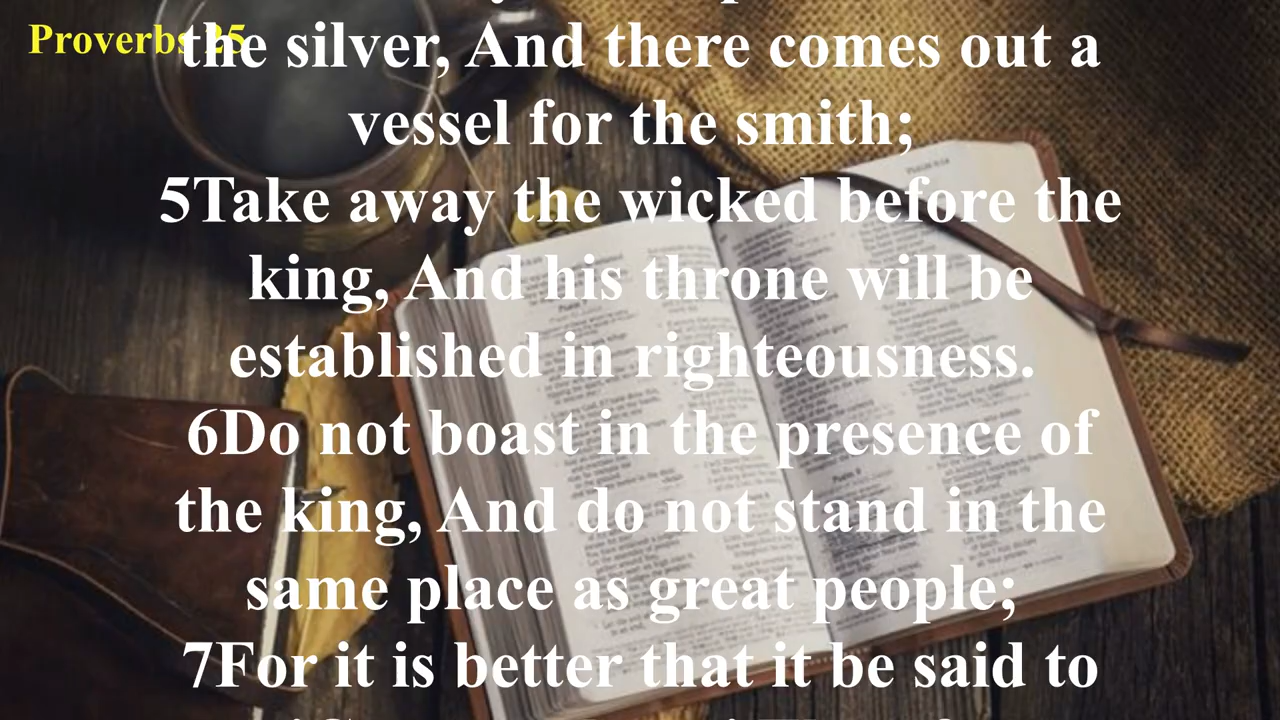 Proverbs 25
the silver, And there comes out a
vessel for the smith;
5Take away the wicked before the
king, And his throne will be
established in righteousness.
6Do not boast in the presence of
the king, And do not stand in the
same place as great people;
7For it is better that it be said to